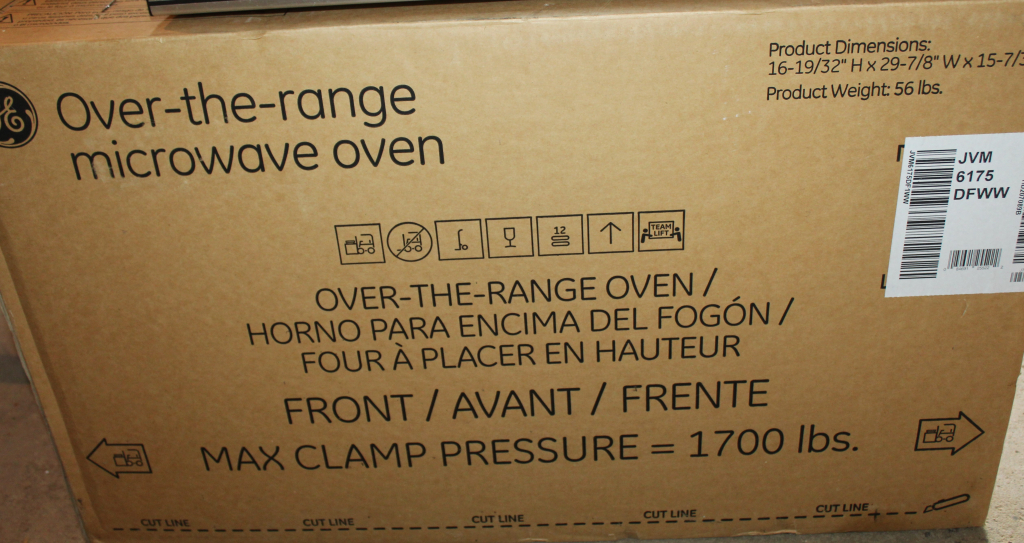 GE
Over-the-range
microwave oven
Product Dimensions:
16-19/32" H x 29-7/8" W x 15-7/
Product Weight: 56 lbs.
JVM6175DF1WW
JVM
6175
DFWW
12
TEAM
LIFT
OVER-THE-RANGE OVEN /
HORNO PARA ENCIMA DEL FOGÓN /
FOUR À PLACER EN HAUTEUR
FRONT / AVANT / FRENTE
MAX CLAMP PRESSURE = 1700 lbs.
CUT LINE CUT LINE CUT LINE CUT LINE CUT LINE